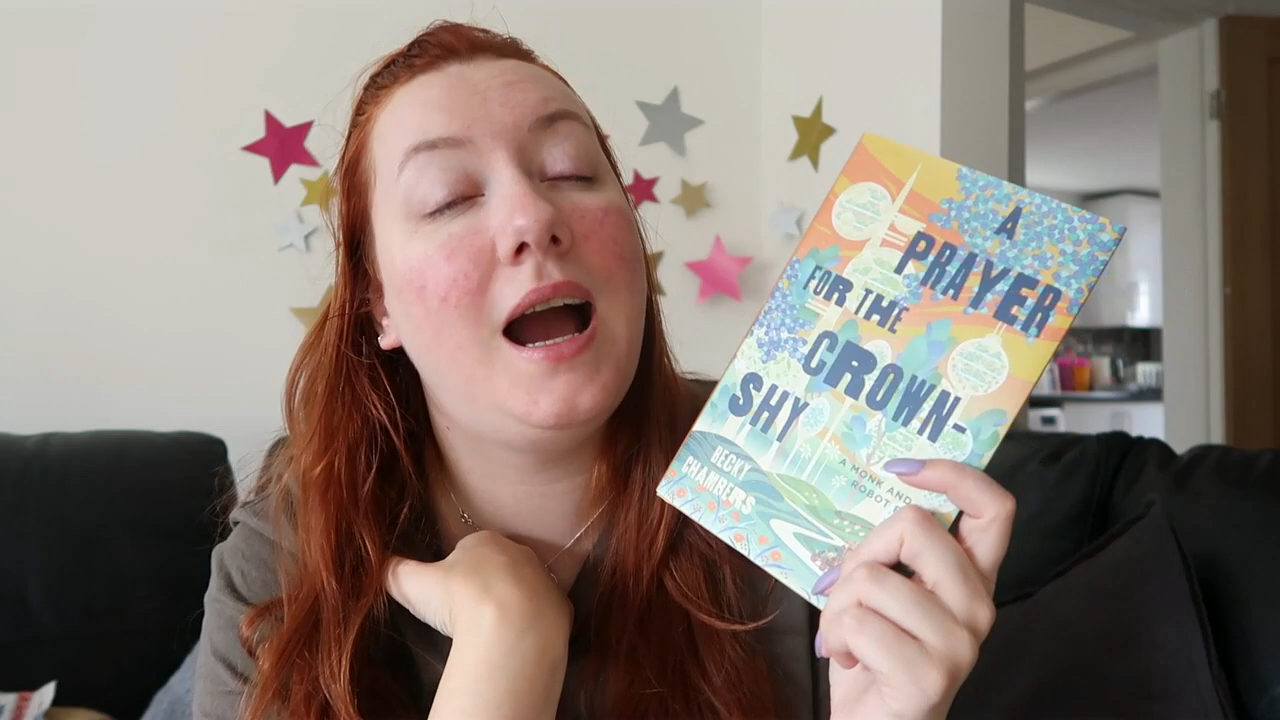 A
PRAYER
FOR THE
CROWN-
SHY
BECKY
CHAMBERS
A MONK AND
ROBOT